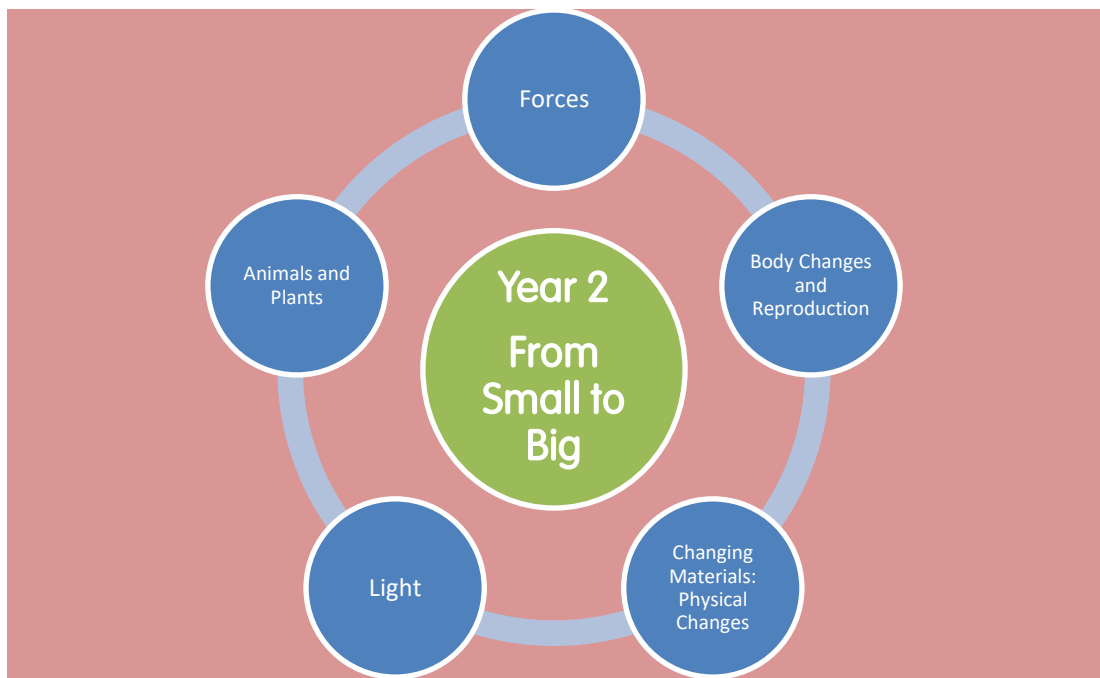 Forces
Body Changes
and
Reproduction
Changing
Materials:
Physical
Changes
Light
Animals and
Plants
Year 2
From
Small to
Big